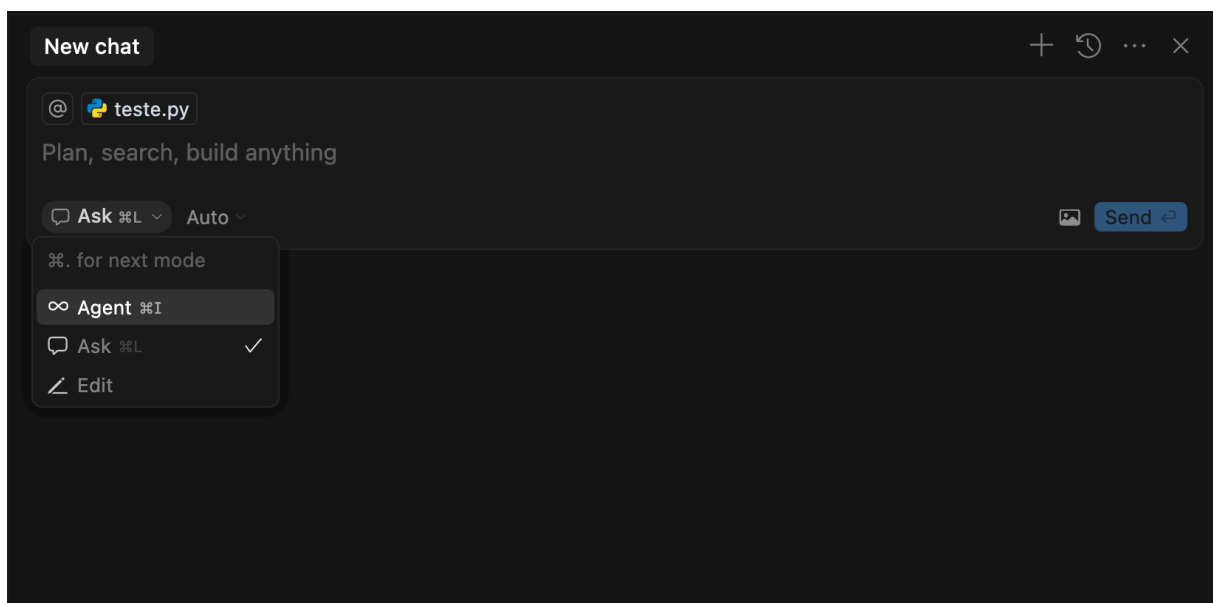 New chat
@ teste.py
Plan, search, build anything
Ask ⌘L Auto Send
⌘. for next mode
Agent ⌘I
Ask ⌘L
Edit